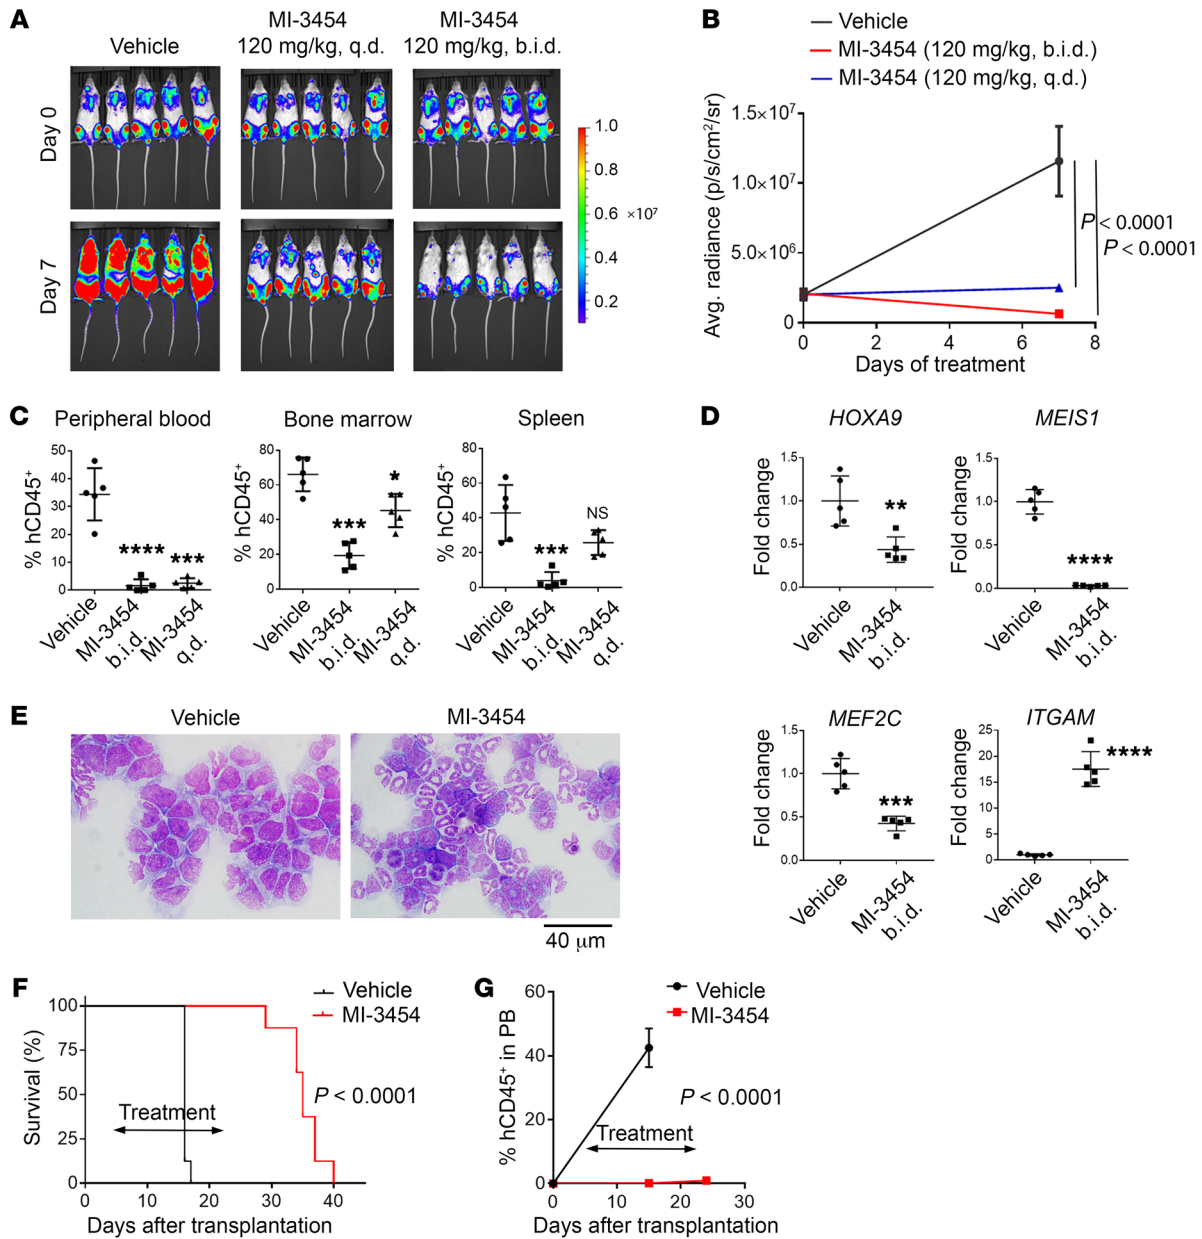 A
Vehicle
MI-3454
120 mg/kg, q.d.
MI-3454
120 mg/kg, b.i.d.
Day 0
Day 7
1.0
0.8
0.6
×10⁷
0.4
0.2
B
Vehicle
MI-3454 (120 mg/kg, b.i.d.)
MI-3454 (120 mg/kg, q.d.)
Avg. radiance (p/s/cm²/sr)
1.5×10⁷
1.0×10⁷
5.0×10⁶
0
0 2 4 6 8
Days of treatment
P < 0.0001
P < 0.0001
C
Peripheral blood
% hCD45⁺
50
40
30
20
10
0
****
***
Vehicle
MI-3454
b.i.d.
MI-3454
q.d.
Bone marrow
% hCD45⁺
80
60
40
20
0
***
*
Vehicle
MI-3454
b.i.d.
MI-3454
q.d.
Spleen
% hCD45⁺
80
60
40
20
0
***
NS
Vehicle
MI-3454
b.i.d.
MI-3454
q.d.
D
HOXA9
Fold change
1.5
1.0
0.5
0.0
**
Vehicle
MI-3454
b.i.d.
MEIS1
Fold change
1.5
1.0
0.5
0.0
****
Vehicle
MI-3454
b.i.d.
MEF2C
Fold change
1.5
1.0
0.5
0.0
***
Vehicle
MI-3454
b.i.d.
ITGAM
Fold change
25
20
15
10
5
0
****
Vehicle
MI-3454
b.i.d.
E
Vehicle
MI-3454
40 μm
F
Vehicle
MI-3454
Survival (%)
100
75
50
25
0
P < 0.0001
Treatment
0 10 20 30 40
Days after transplantation
G
Vehicle
MI-3454
% hCD45⁺ in PB
60
40
20
0
P < 0.0001
Treatment
0 10 20 30
Days after transplantation